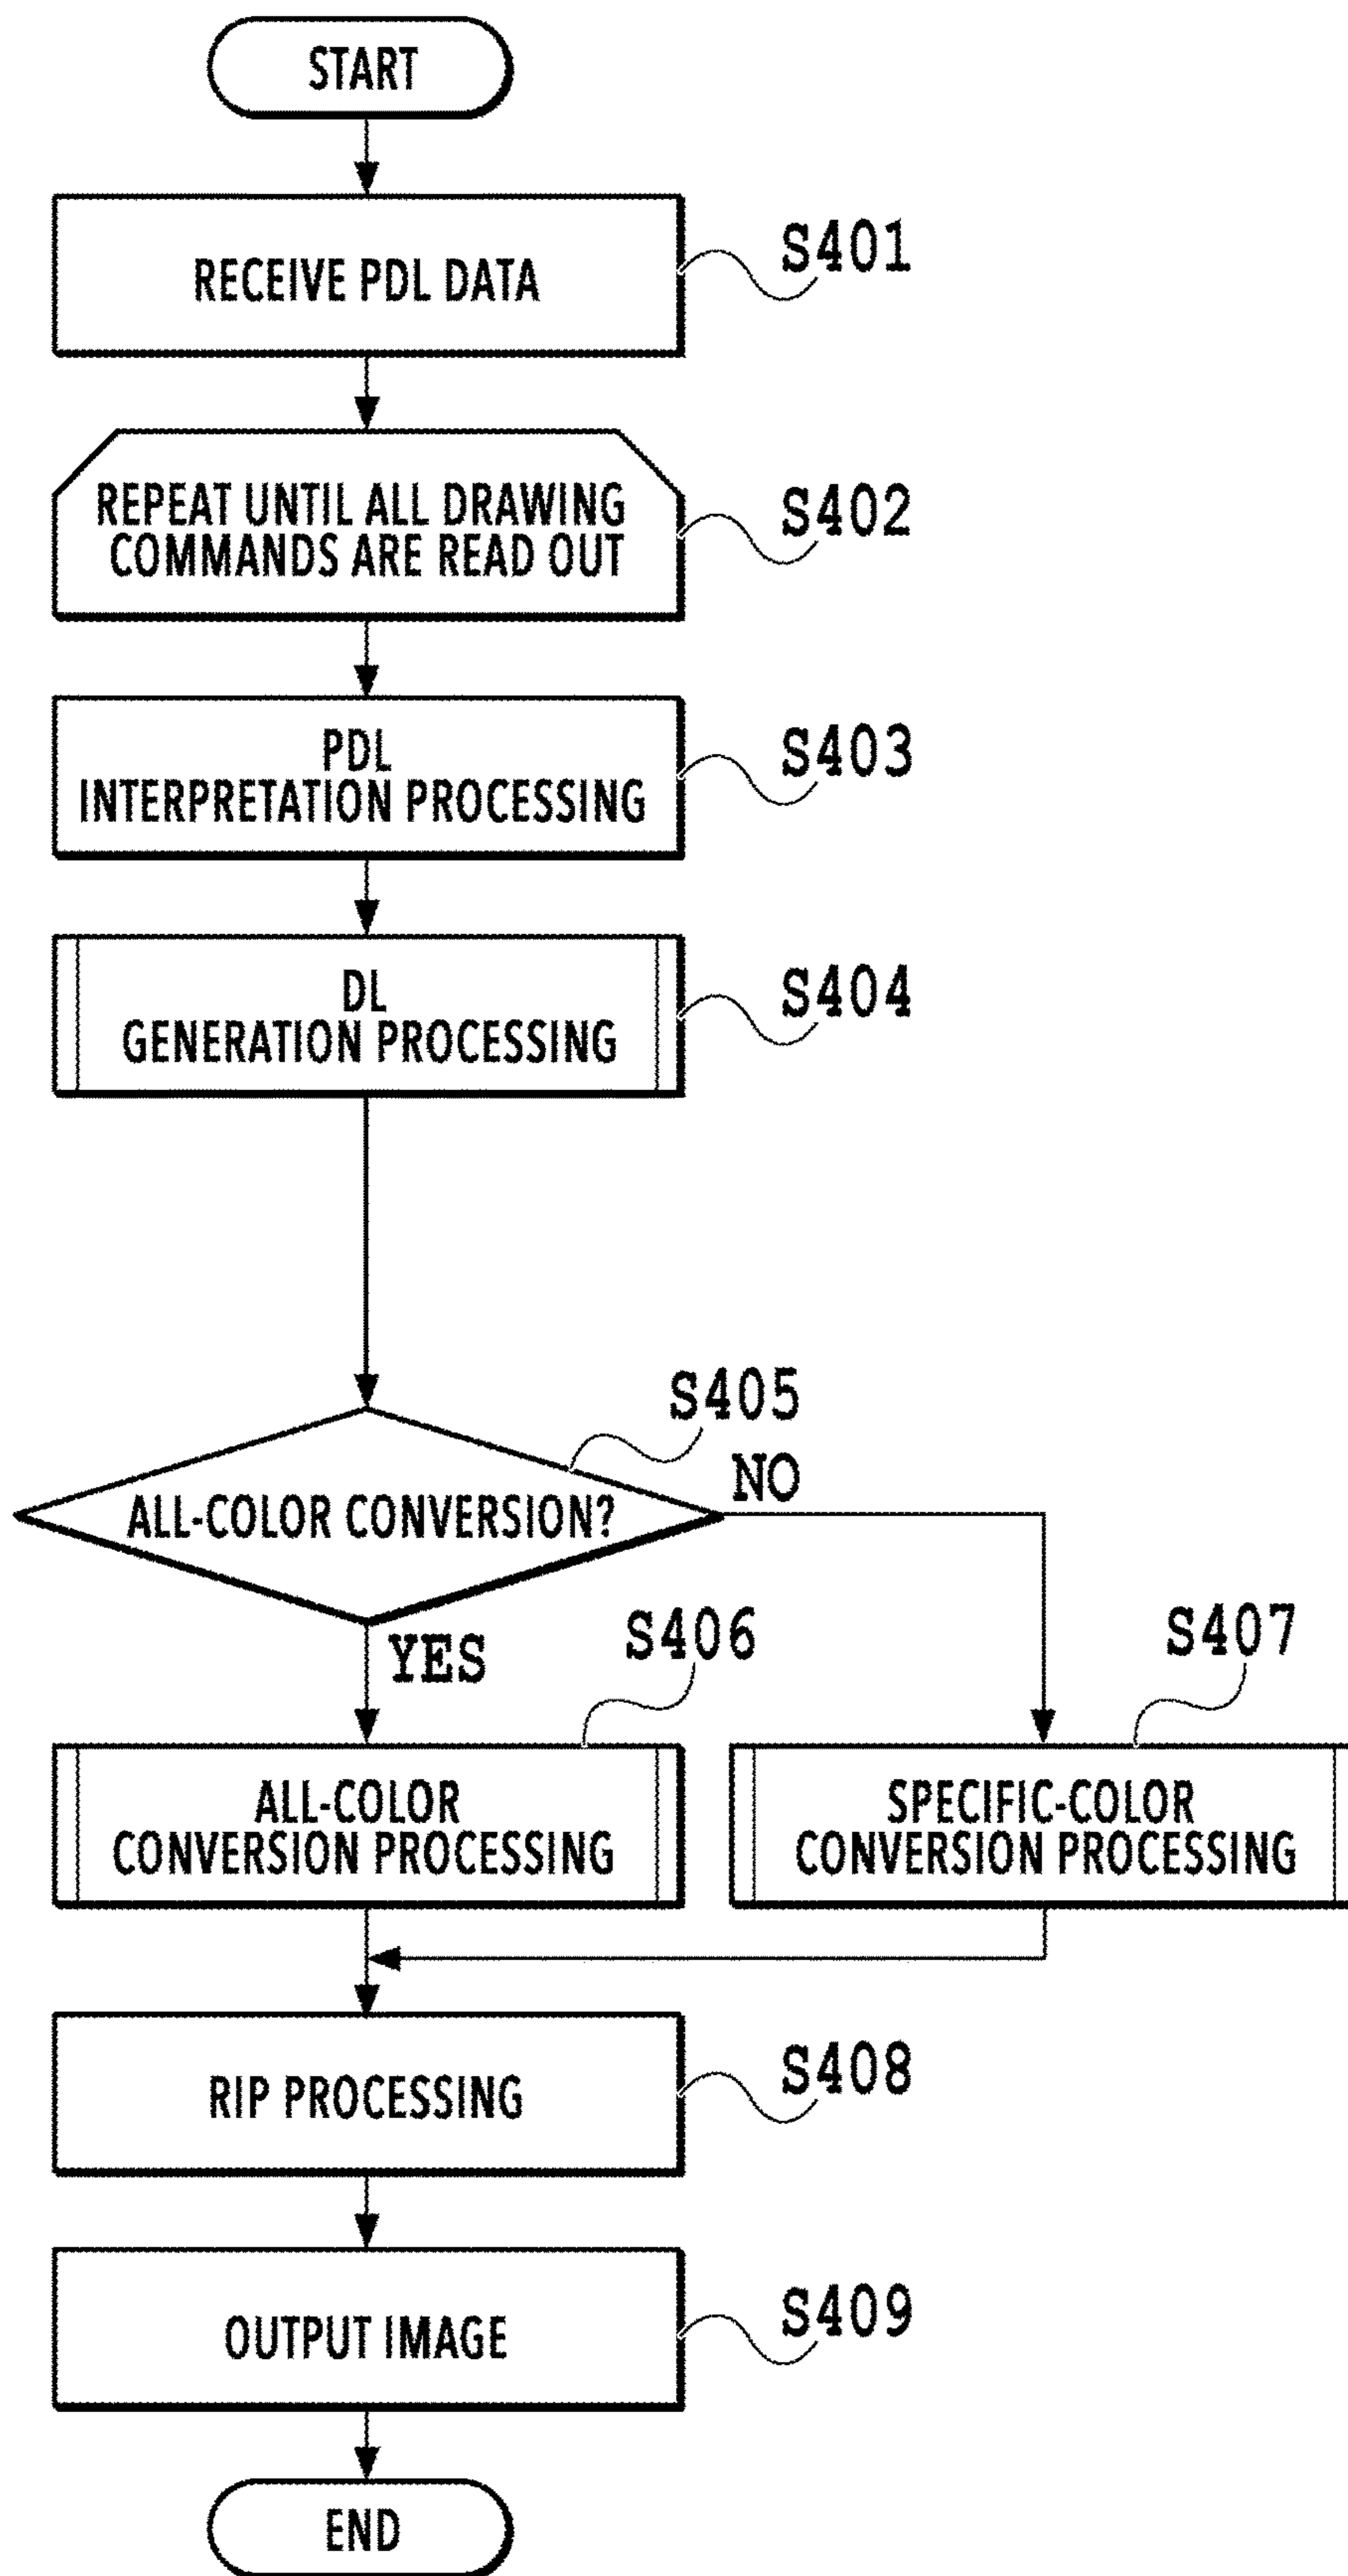 START
RECEIVE PDL DATA
S401
REPEAT UNTIL ALL DRAWING
COMMANDS ARE READ OUT
S402
PDL
INTERPRETATION PROCESSING
S403
DL
GENERATION PROCESSING
S404
S405
ALL-COLOR CONVERSION?
NO
YES
S406
S407
ALL-COLOR
CONVERSION PROCESSING
SPECIFIC-COLOR
CONVERSION PROCESSING
RIP PROCESSING
S408
OUTPUT IMAGE
S409
END